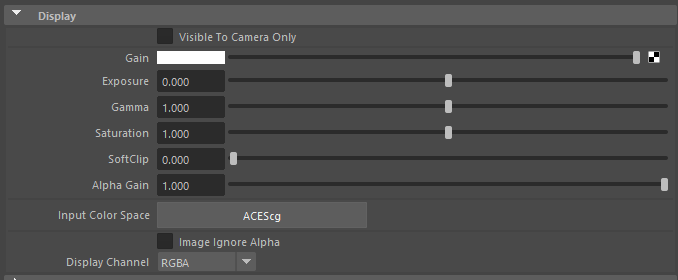 Display
Visible To Camera Only
Gain
Exposure 0.000
Gamma 1.000
Saturation 1.000
SoftClip 0.000
Alpha Gain 1.000
Input Color Space ACEScg
Image Ignore Alpha
Display Channel RGBA